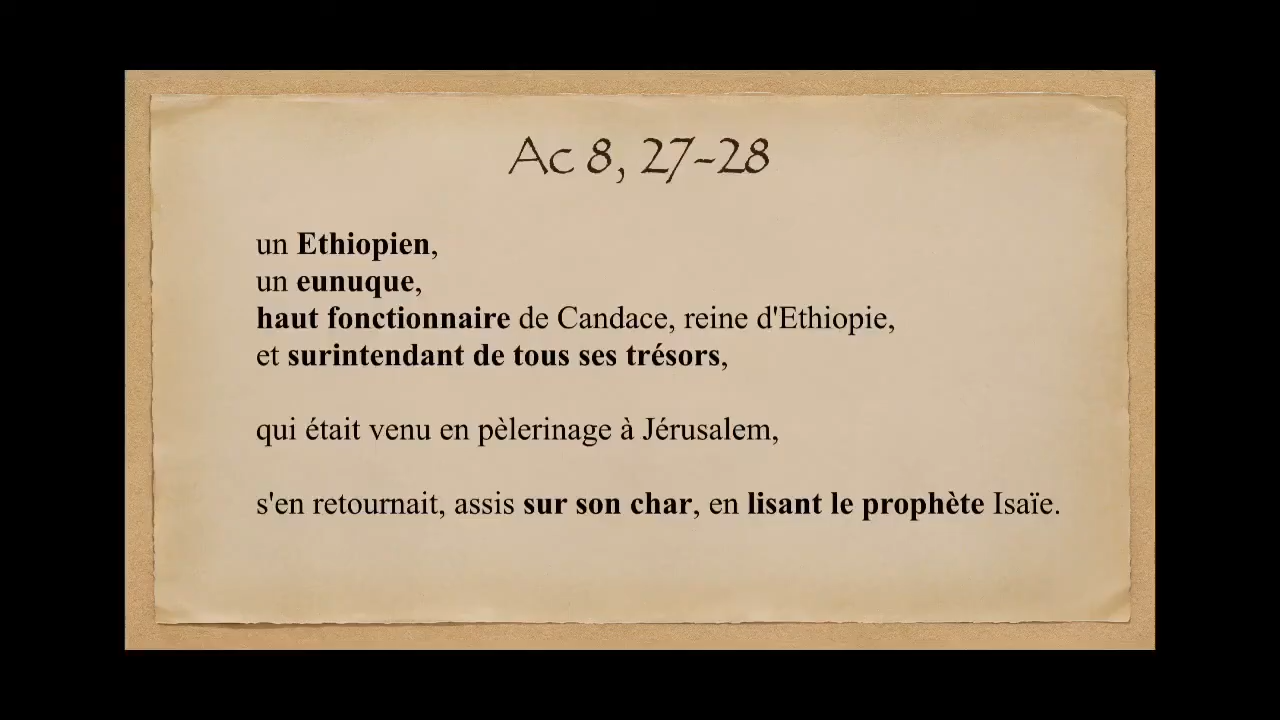 Ac 8, 27-28
un Ethiopien,
un eunuque,
haut fonctionnaire de Candace, reine d'Ethiopie,
et surintendant de tous ses trésors,
qui était venu en pèlerinage à Jérusalem,
s'en retournait, assis sur son char, en lisant le prophète Isaïe.